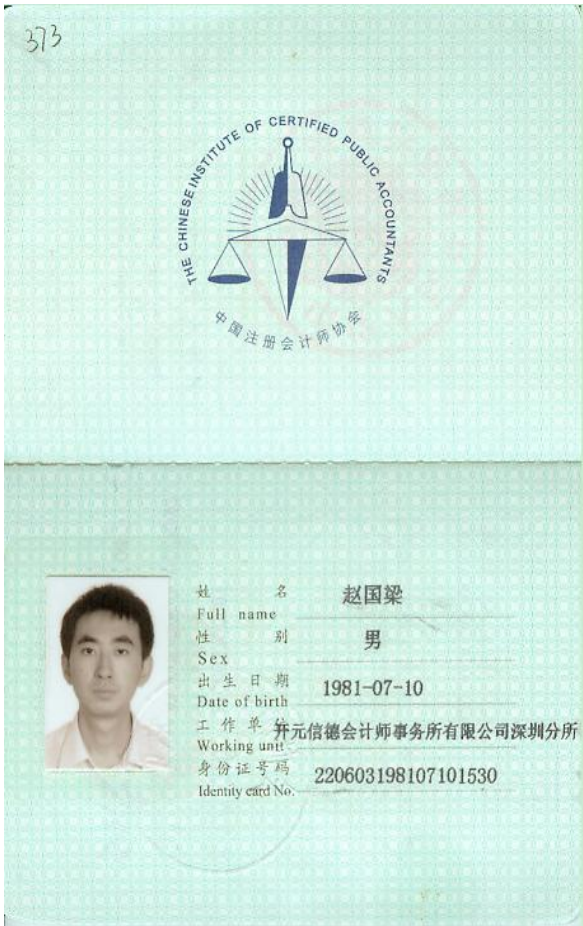 373
THE CHINESE INSTITUTE OF CERTIFIED PUBLIC ACCOUNTANTS
中国注册会计师协会
姓 名 赵国梁
Full name
性 别 男
Sex
出生日期 1981-07-10
Date of birth
工作单位 开元信德会计师事务所有限公司深圳分所
Working unit
身份证号码 220603198107101530
Identity card No.